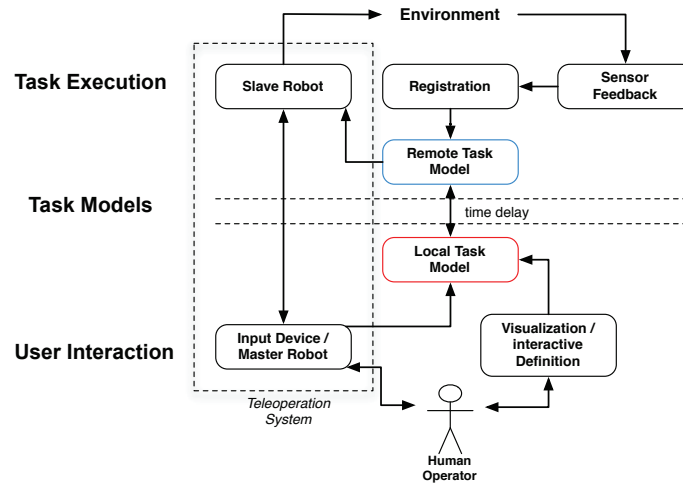 Environment
Task Execution
Slave Robot
Registration
Sensor
Feedback
Remote Task
Model
Task Models
time delay
Local Task
Model
User Interaction
Input Device /
Master Robot
Visualization /
interactive
Definition
Teleoperation
System
Human
Operator